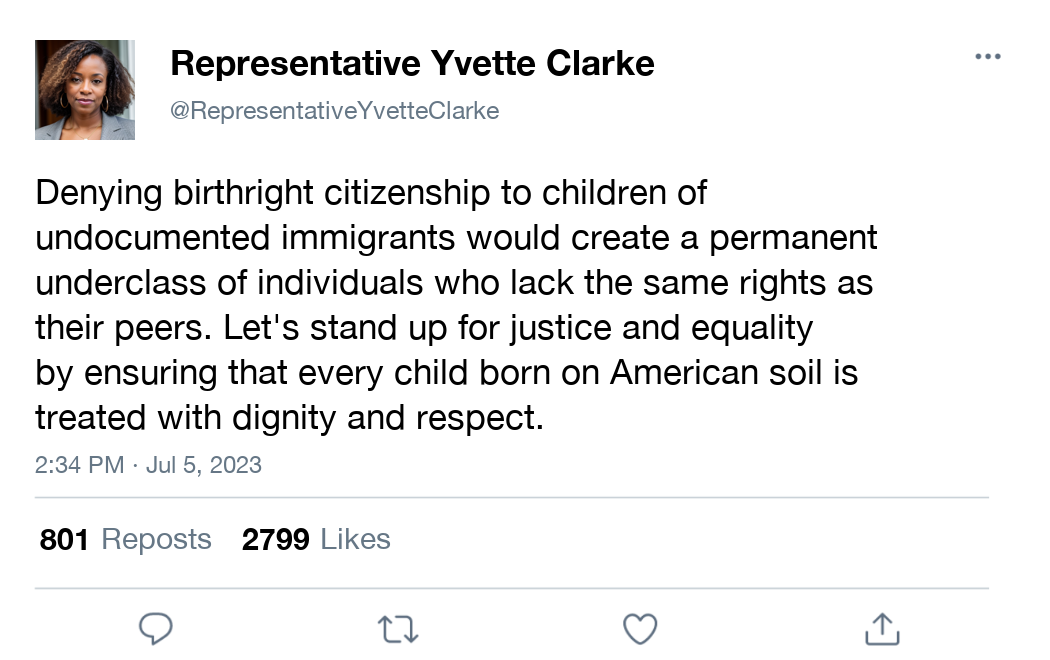 Representative Yvette Clarke
@RepresentativeYvetteClarke
Denying birthright citizenship to children of
undocumented immigrants would create a permanent
underclass of individuals who lack the same rights as
their peers. Let's stand up for justice and equality
by ensuring that every child born on American soil is
treated with dignity and respect.
2:34 PM · Jul 5, 2023
801 Reposts 2799 Likes